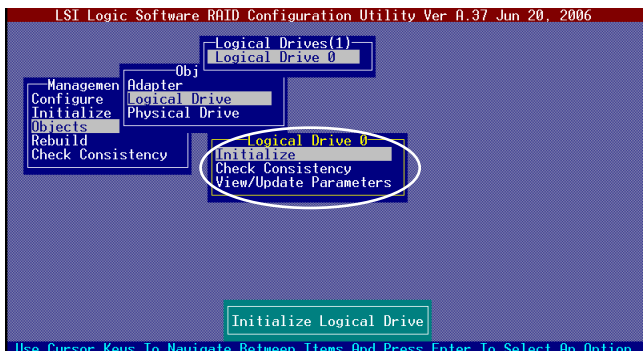 LSI Logic Software RAID Configuration Utility Ver A.37 Jun 20, 2006
Logical Drives(1)
Logical Drive 0
Obj
Managemen
Adapter
Configure
Logical Drive
Initialize
Physical Drive
Objects
Rebuild
Check Consistency
Logical Drive 0
Initialize
Check Consistency
View/Update Parameters
Initialize Logical Drive
Use Cursor Keys To Navigate Between Items And Press Enter To Select An Option